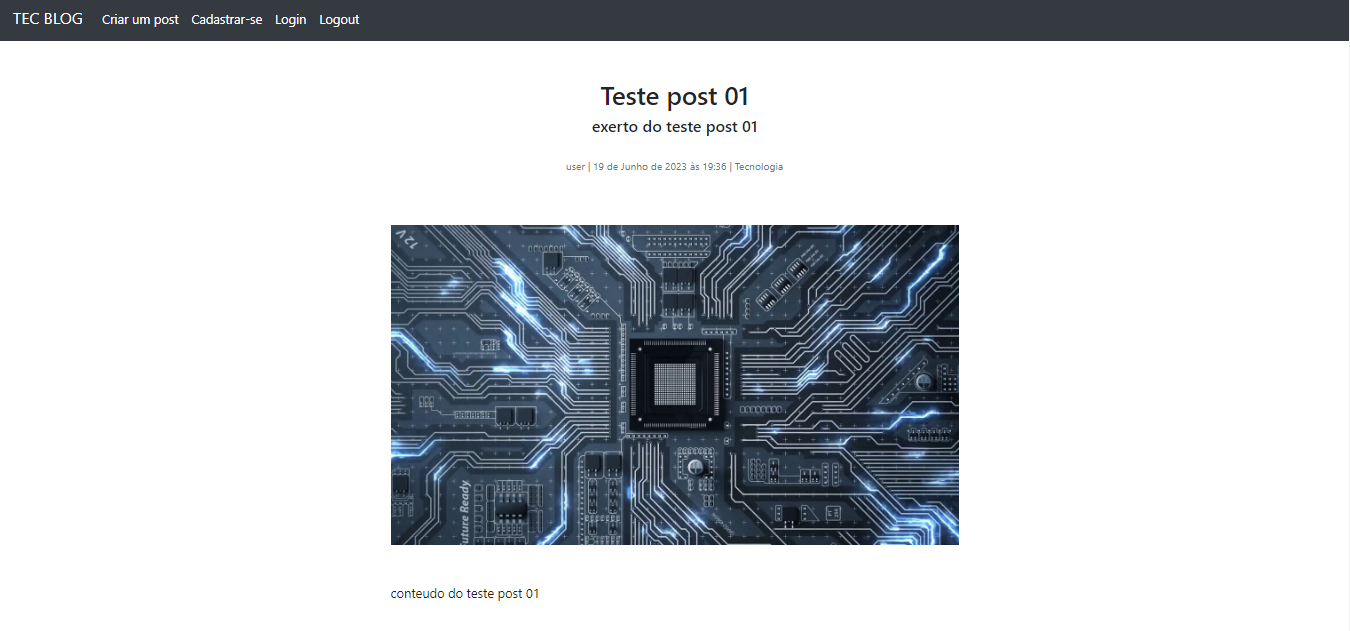 TEC BLOG Criar um post Cadastrar-se Login Logout
Teste post 01
exerto do teste post 01
user | 19 de Junho de 2023 às 19:36 | Tecnologia
12V
uture Ready
conteudo do teste post 01